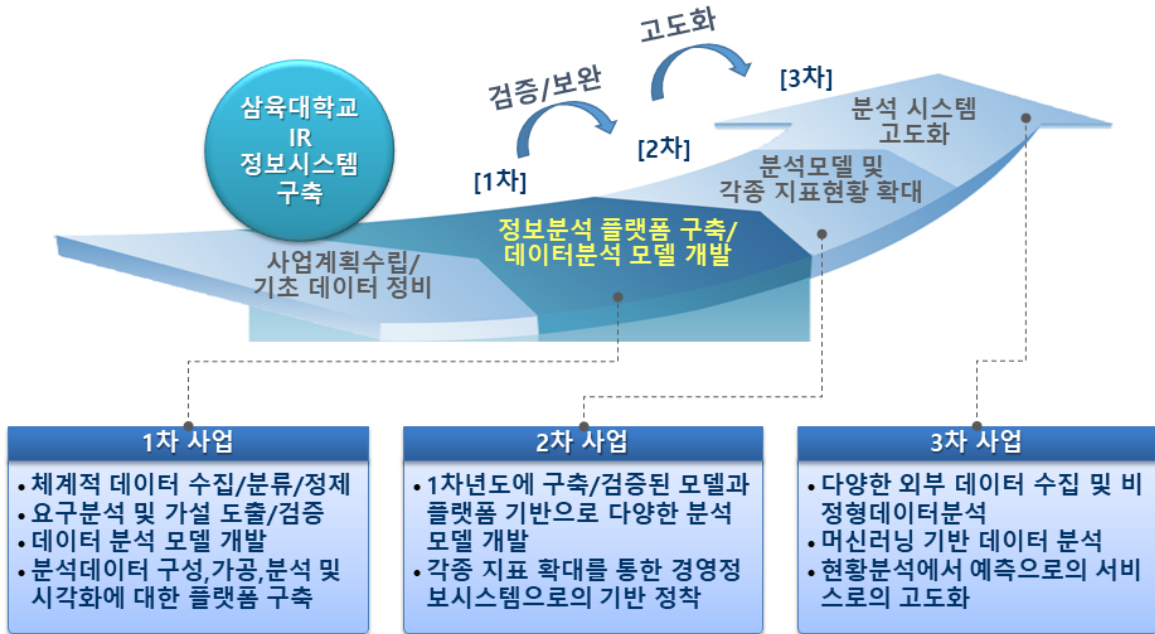 고도화
검증/보완
[3차]
삼육대학교
IR
정보시스템
구축
분석 시스템
고도화
[2차]
[1차]
분석모델 및
각종 지표현황 확대
정보분석 플랫폼 구축/
데이터분석 모델 개발
사업계획수립/
기초 데이터 정비
1차 사업
• 체계적 데이터 수집/분류/정제
• 요구분석 및 가설 도출/검증
• 데이터 분석 모델 개발
• 분석데이터 구성,가공,분석 및
시각화에 대한 플랫폼 구축
2차 사업
• 1차년도에 구축/검증된 모델과
플랫폼 기반으로 다양한 분석
모델 개발
• 각종 지표 확대를 통한 경영정
보시스템으로의 기반 정착
3차 사업
• 다양한 외부 데이터 수집 및 비
정형데이터분석
• 머신러닝 기반 데이터 분석
• 현황분석에서 예측으로의 서비
스로의 고도화